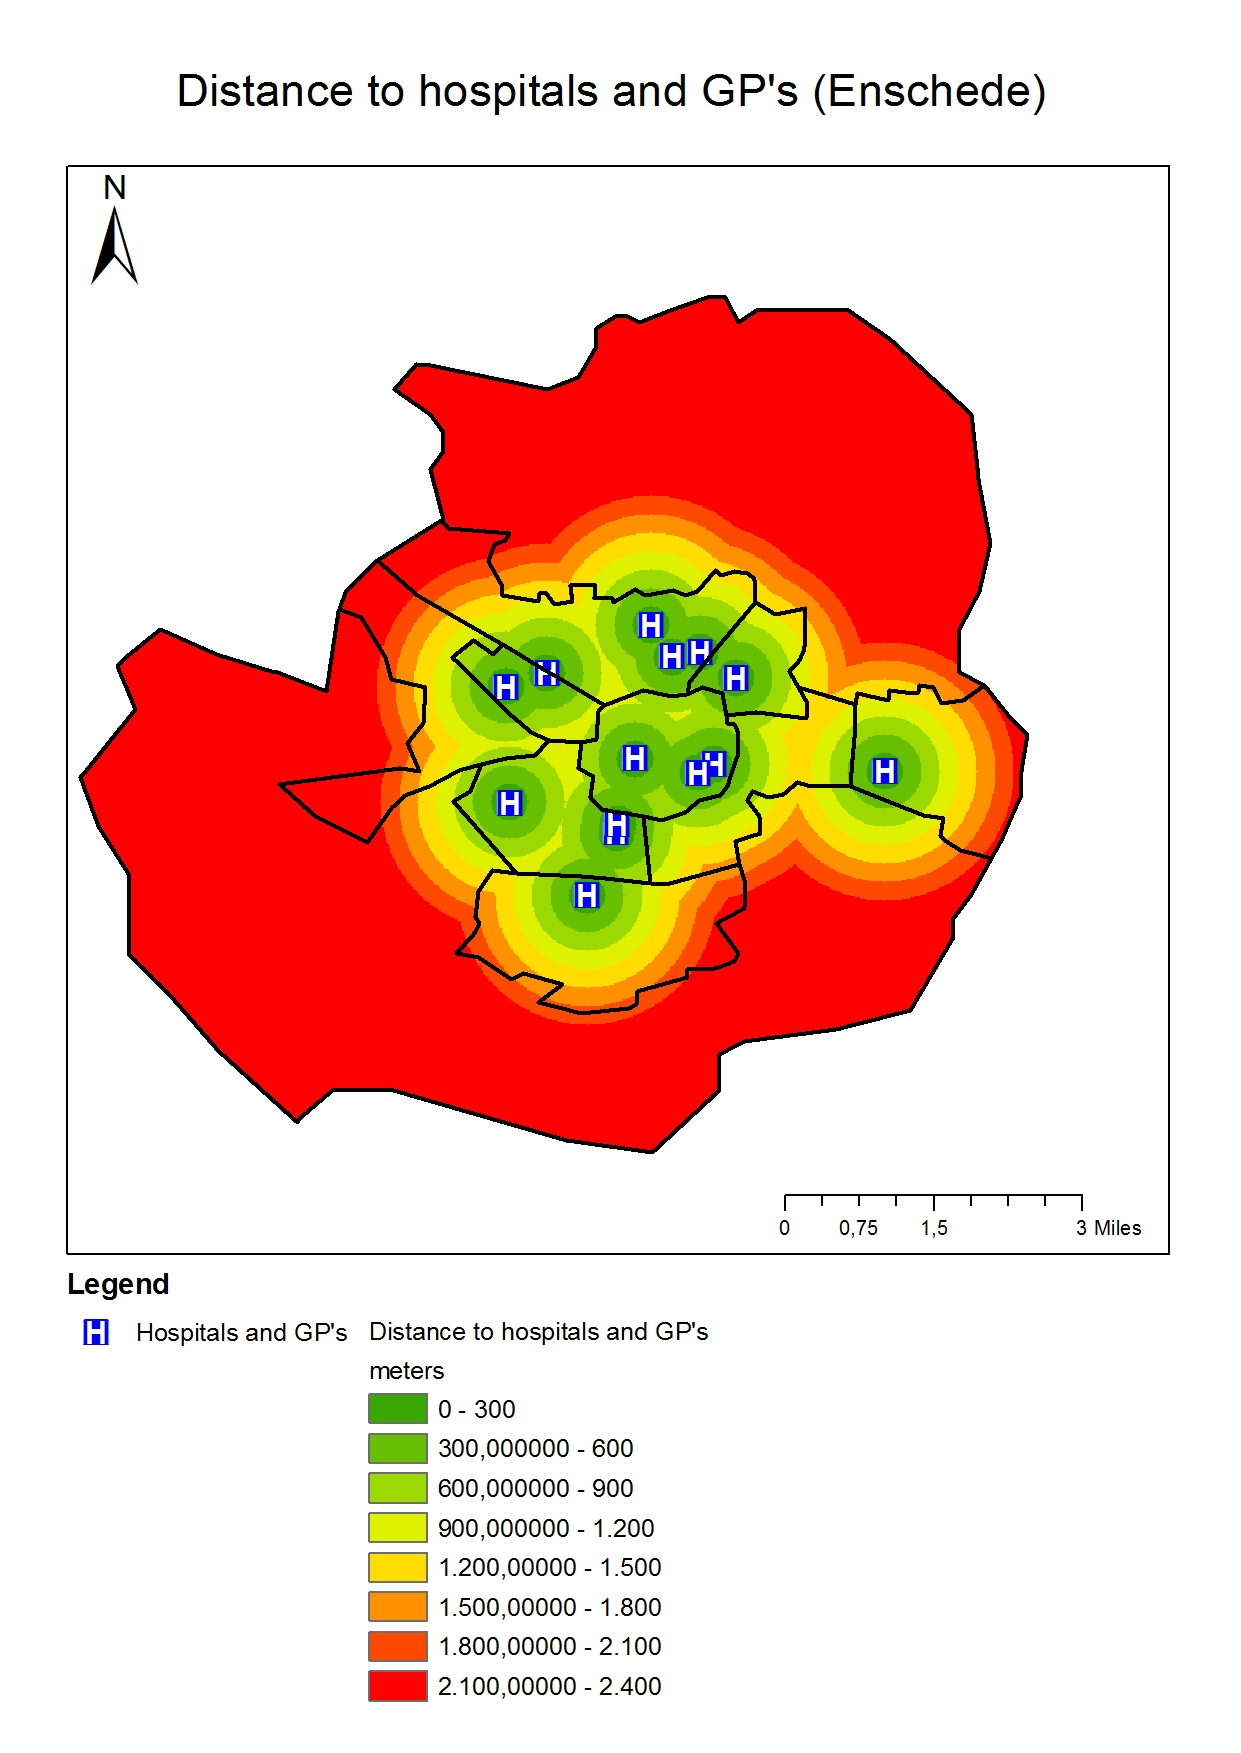 Distance to hospitals and GP's (Enschede)
N
H
H
H
H
H
H
H
H
H
H
H
H
H
0 0,75 1,5 3 Miles
Legend
H Hospitals and GP's Distance to hospitals and GP's
meters
0 - 300
300,000000 - 600
600,000000 - 900
900,000000 - 1.200
1.200,00000 - 1.500
1.500,00000 - 1.800
1.800,00000 - 2.100
2.100,00000 - 2.400